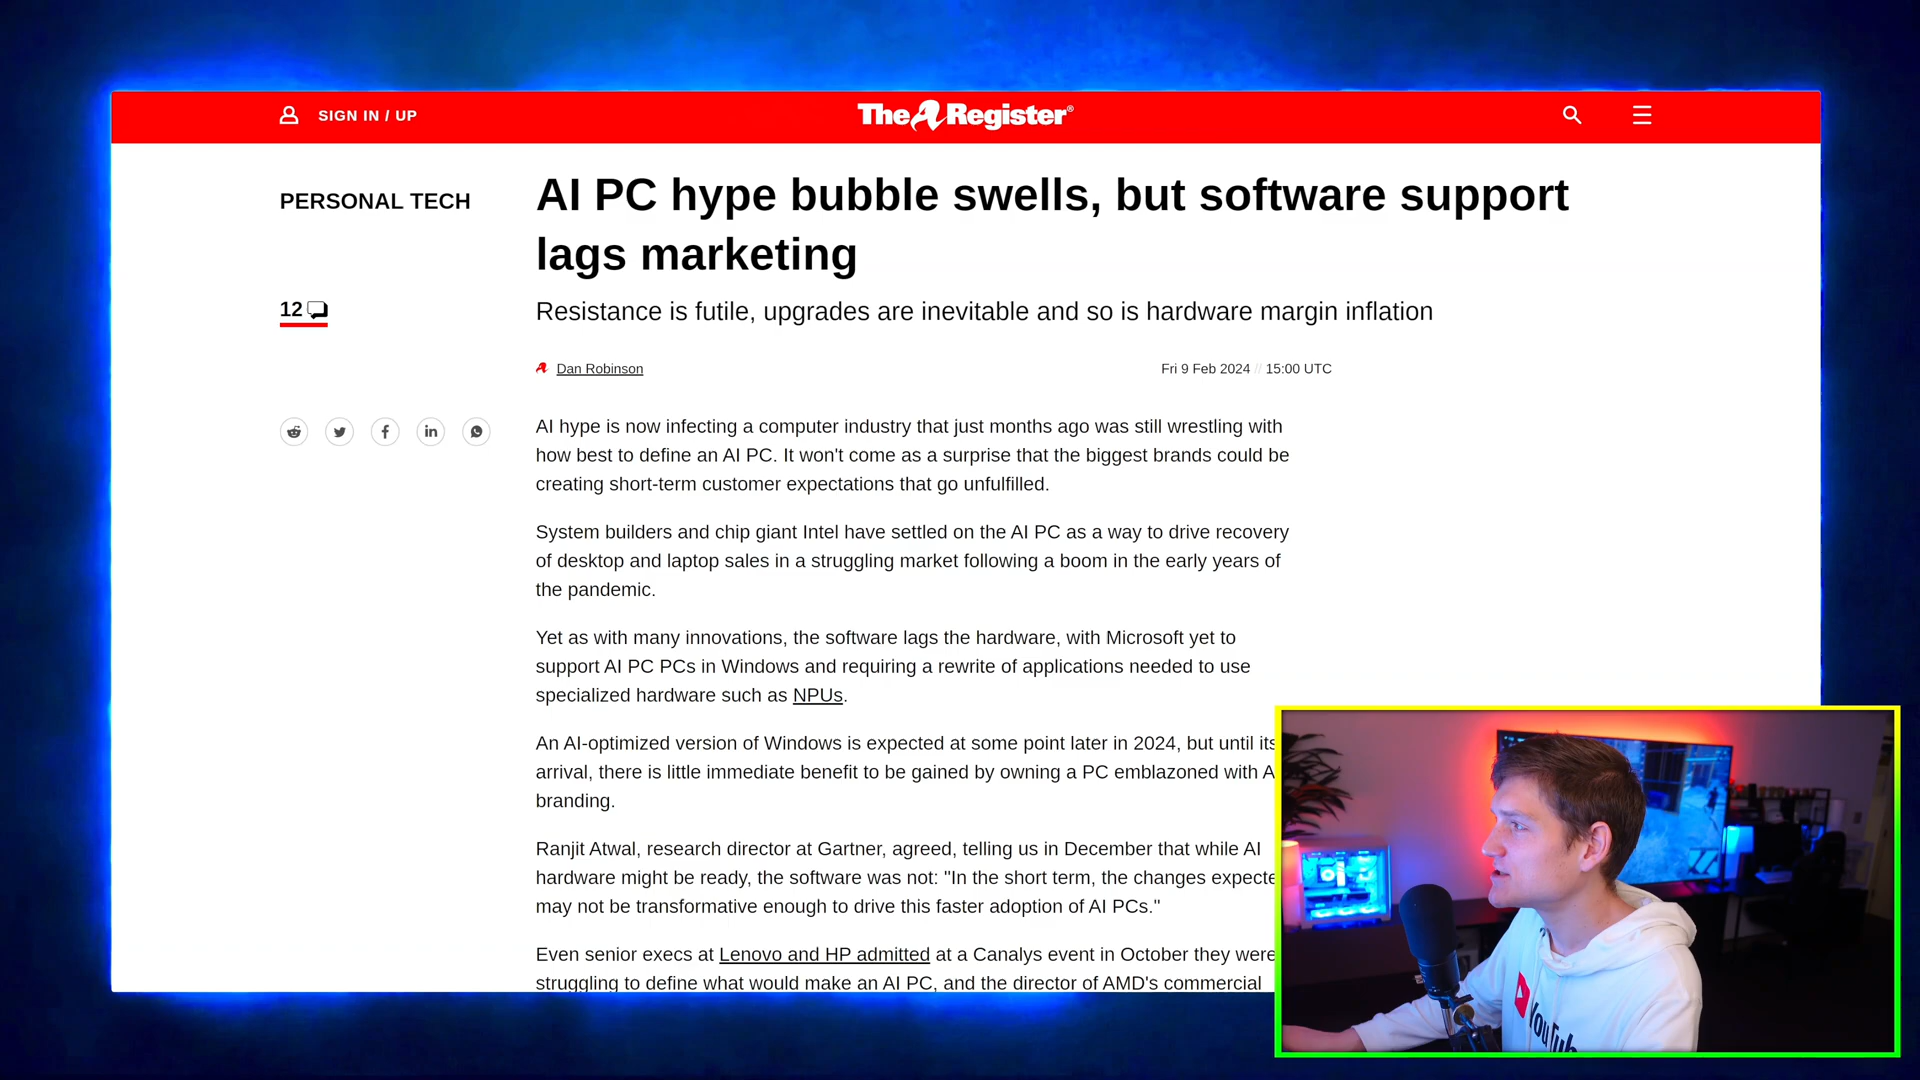 SIGN IN / UP
The Register®
PERSONAL TECH
AI PC hype bubble swells, but software support
lags marketing
12
Resistance is futile, upgrades are inevitable and so is hardware margin inflation
Dan Robinson
Fri 9 Feb 2024 // 15:00 UTC
AI hype is now infecting a computer industry that just months ago was still wrestling with
how best to define an AI PC. It won't come as a surprise that the biggest brands could be
creating short-term customer expectations that go unfulfilled.
System builders and chip giant Intel have settled on the AI PC as a way to drive recovery
of desktop and laptop sales in a struggling market following a boom in the early years of
the pandemic.
Yet as with many innovations, the software lags the hardware, with Microsoft yet to
support AI PC PCs in Windows and requiring a rewrite of applications needed to use
specialized hardware such as NPUs.
An AI-optimized version of Windows is expected at some point later in 2024, but until its
arrival, there is little immediate benefit to be gained by owning a PC emblazoned with A
branding.
Ranjit Atwal, research director at Gartner, agreed, telling us in December that while AI
hardware might be ready, the software was not: "In the short term, the changes expecte
may not be transformative enough to drive this faster adoption of AI PCs."
Even senior execs at Lenovo and HP admitted at a Canalys event in October they were
struggling to define what would make an AI PC, and the director of AMD's commercial
YouTub